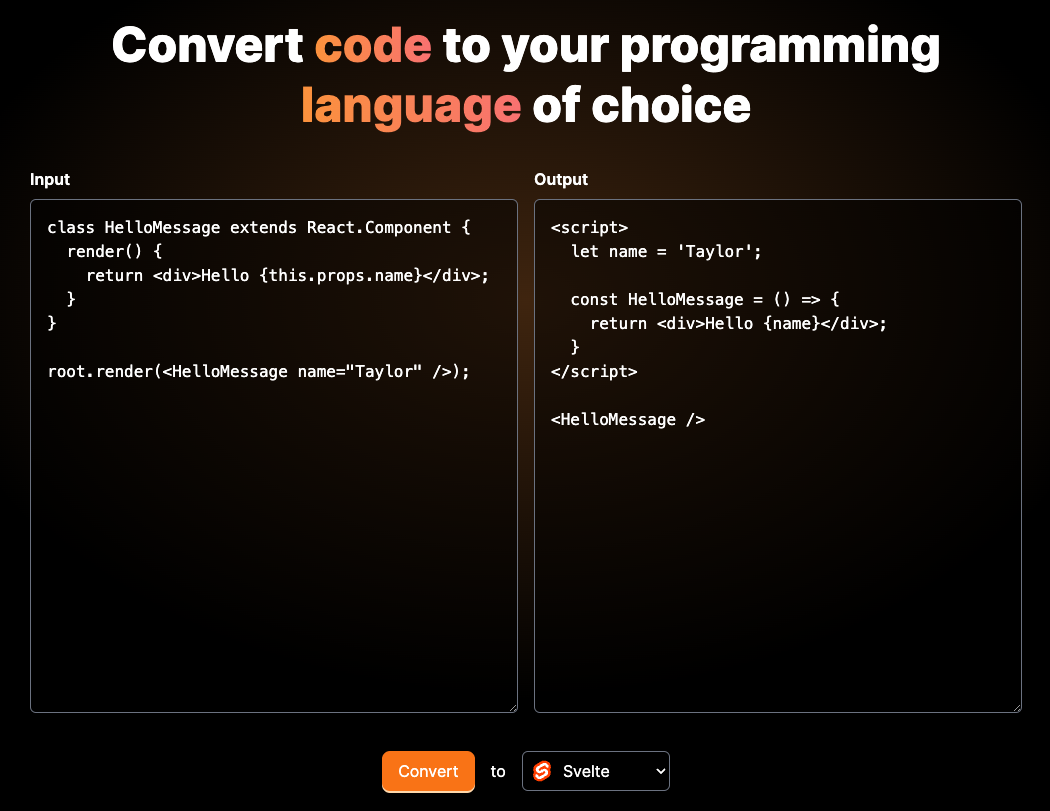 Convert code to your programming
language of choice
Input
Output
class HelloMessage extends React.Component {
  render() {
    return <div>Hello {this.props.name}</div>;
  }
}

root.render(<HelloMessage name="Taylor" />);
<script>
  let name = 'Taylor';

  const HelloMessage = () => {
    return <div>Hello {name}</div>;
  }
</script>

<HelloMessage />
Convert to Svelte